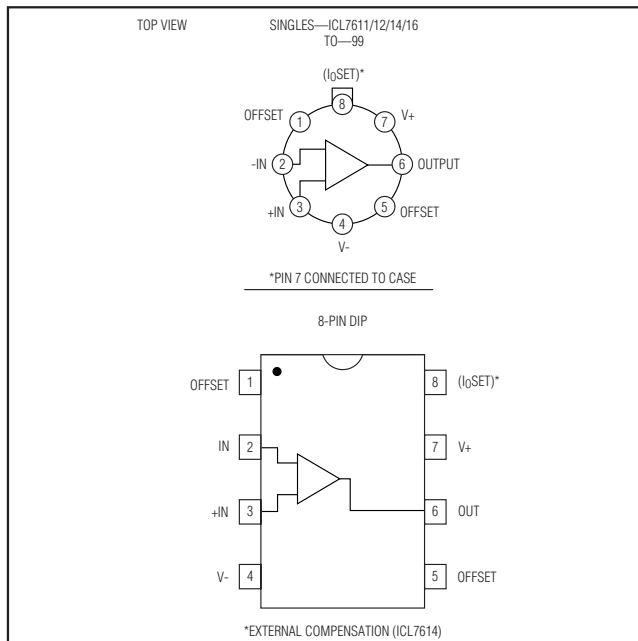 TOP VIEW
SINGLES—ICL7611/12/14/16
TO—99
(I0SET)*
8
OFFSET
1
7
V+
-IN
2
6
OUTPUT
3
+IN
5
OFFSET
4
V-
*PIN 7 CONNECTED TO CASE
8-PIN DIP
OFFSET
1
8
(I0SET)*
IN
2
7
V+
+IN
3
6
OUT
V-
4
5
OFFSET
*EXTERNAL COMPENSATION (ICL7614)